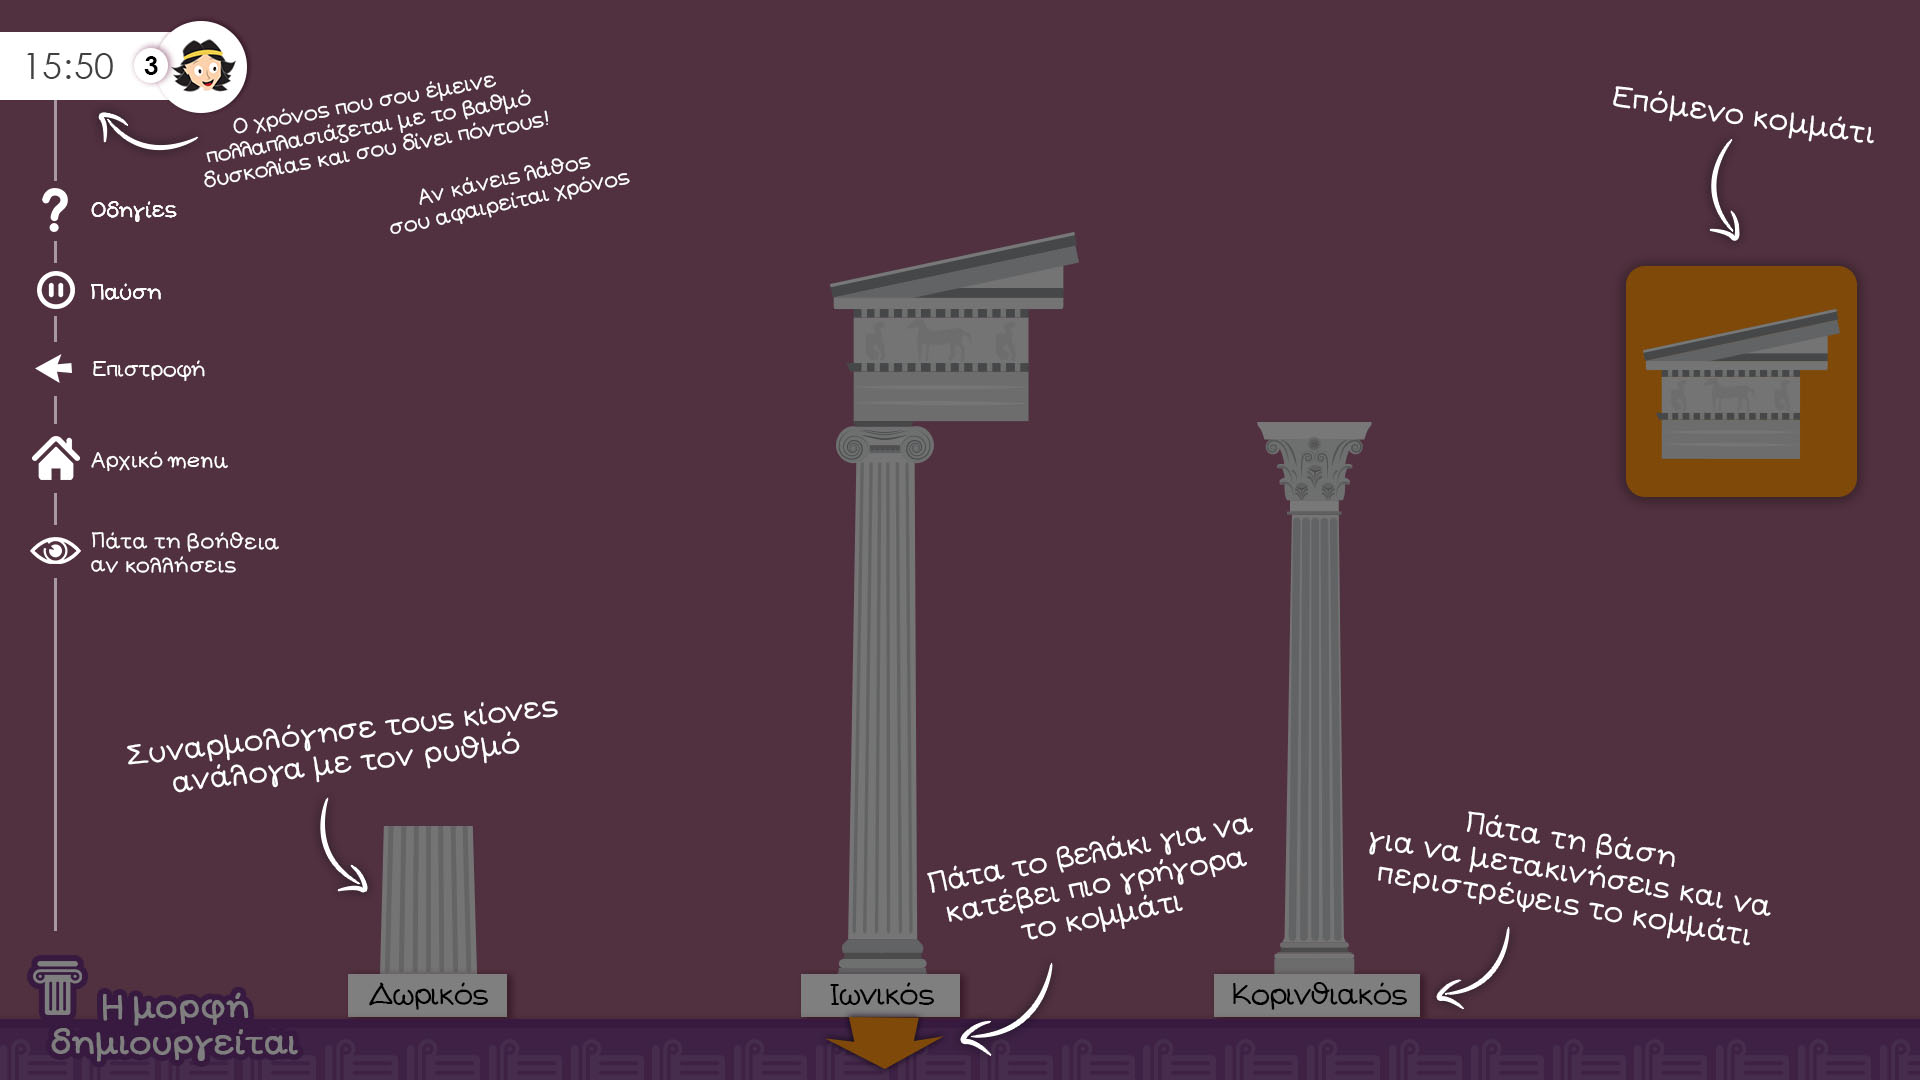 15:50
3
Ο χρόνος που σου έμεινε
πολλαπλασιάζεται με το βαθμό
δυσκολίας και σου δίνει πόντους!
Αν κάνεις λάθος
σου αφαιρείται χρόνος
Επόμενο κομμάτι
Οδηγίες
Παύση
Επιστροφή
Αρχικό menu
Πάτα τη βοήθεια
αν κολλήσεις
Συναρμολόγησε τους κίονες
ανάλογα με τον ρυθμό
Πάτα το βελάκι για να
κατέβει πιο γρήγορα
το κομμάτι
Πάτα τη βάση
για να μετακινήσεις και να
περιστρέψεις το κομμάτι
Δωρικός
Ιωνικός
Κορινθιακός
Η μορφή
δημιουργείται